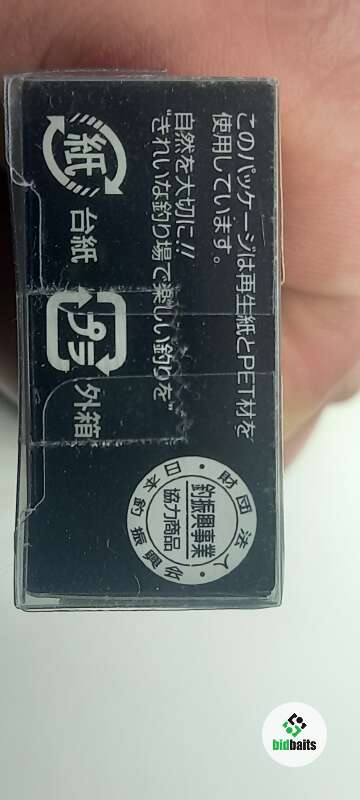 このパッケージは再生紙とPET材を
使用しています。
自然を大切に!!
"きれいな釣り場で楽しい釣りを"
紙 台紙
プラ 外箱
財団法人
釣振興事業
協力商品
日本釣振興会
bidbaits